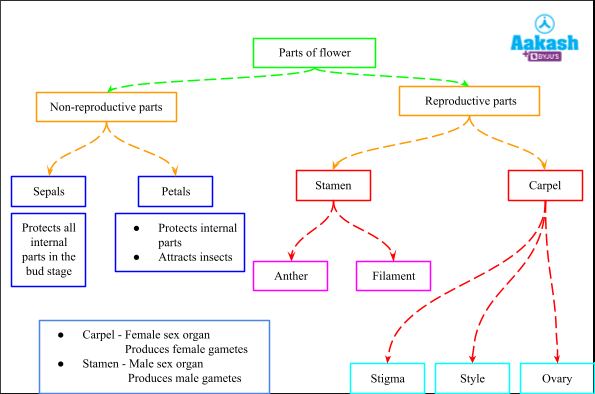 Aakash
BYJU'S
Parts of flower
Non-reproductive parts
Reproductive parts
Sepals
Petals
Stamen
Carpel
Protects all
internal
parts in the
bud stage
● Protects internal
parts
● Attracts insects
Anther
Filament
● Carpel - Female sex organ
Produces female gametes
● Stamen - Male sex organ
Produces male gametes
Stigma
Style
Ovary